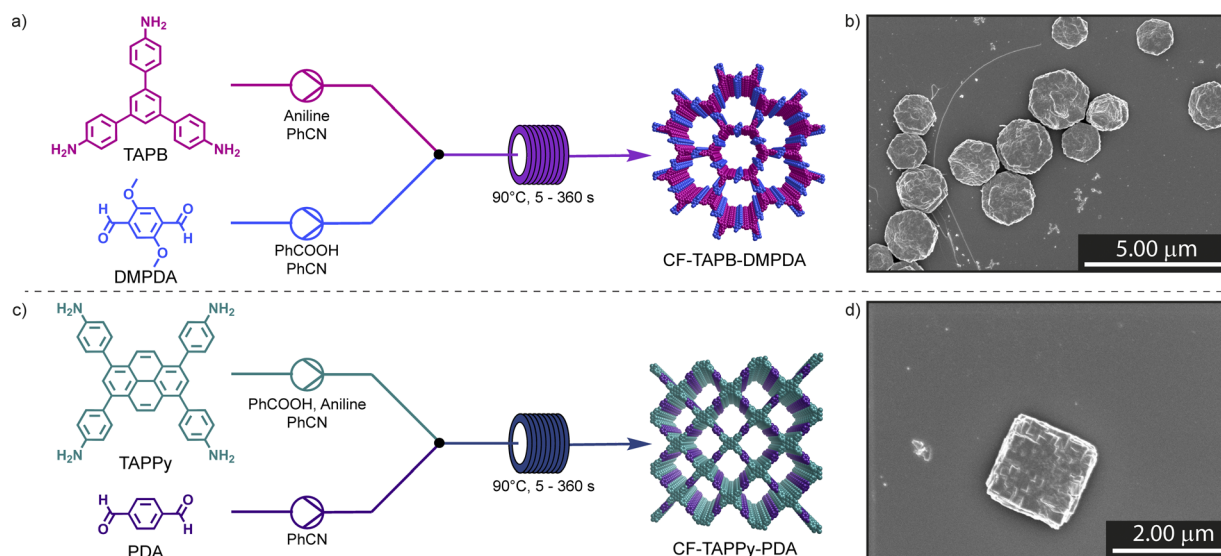 a)
NH₂
H₂N
NH₂
TAPB
Aniline
PhCN
O
H
O
O
H
O
DMPDA
PhCOOH
PhCN
90°C, 5 - 360 s
CF-TAPB-DMPDA
b)
5.00 μm
c)
H₂N
NH₂
H₂N
NH₂
TAPPy
PhCOOH, Aniline
PhCN
H
O
O
H
PDA
PhCN
90°C, 5 - 360 s
CF-TAPPy-PDA
d)
2.00 μm